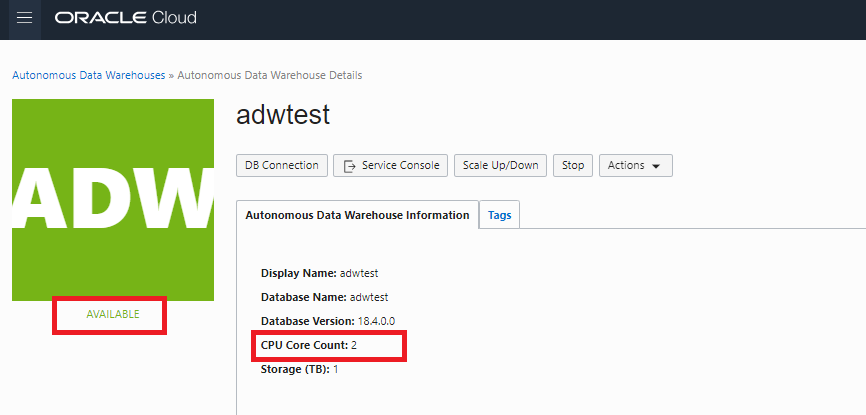 ORACLE Cloud
Autonomous Data Warehouses » Autonomous Data Warehouse Details
ADW
AVAILABLE
adwtest
DB Connection Service Console Scale Up/Down Stop Actions
Autonomous Data Warehouse Information Tags
Display Name: adwtest
Database Name: adwtest
Database Version: 18.4.0.0
CPU Core Count: 2
Storage (TB): 1